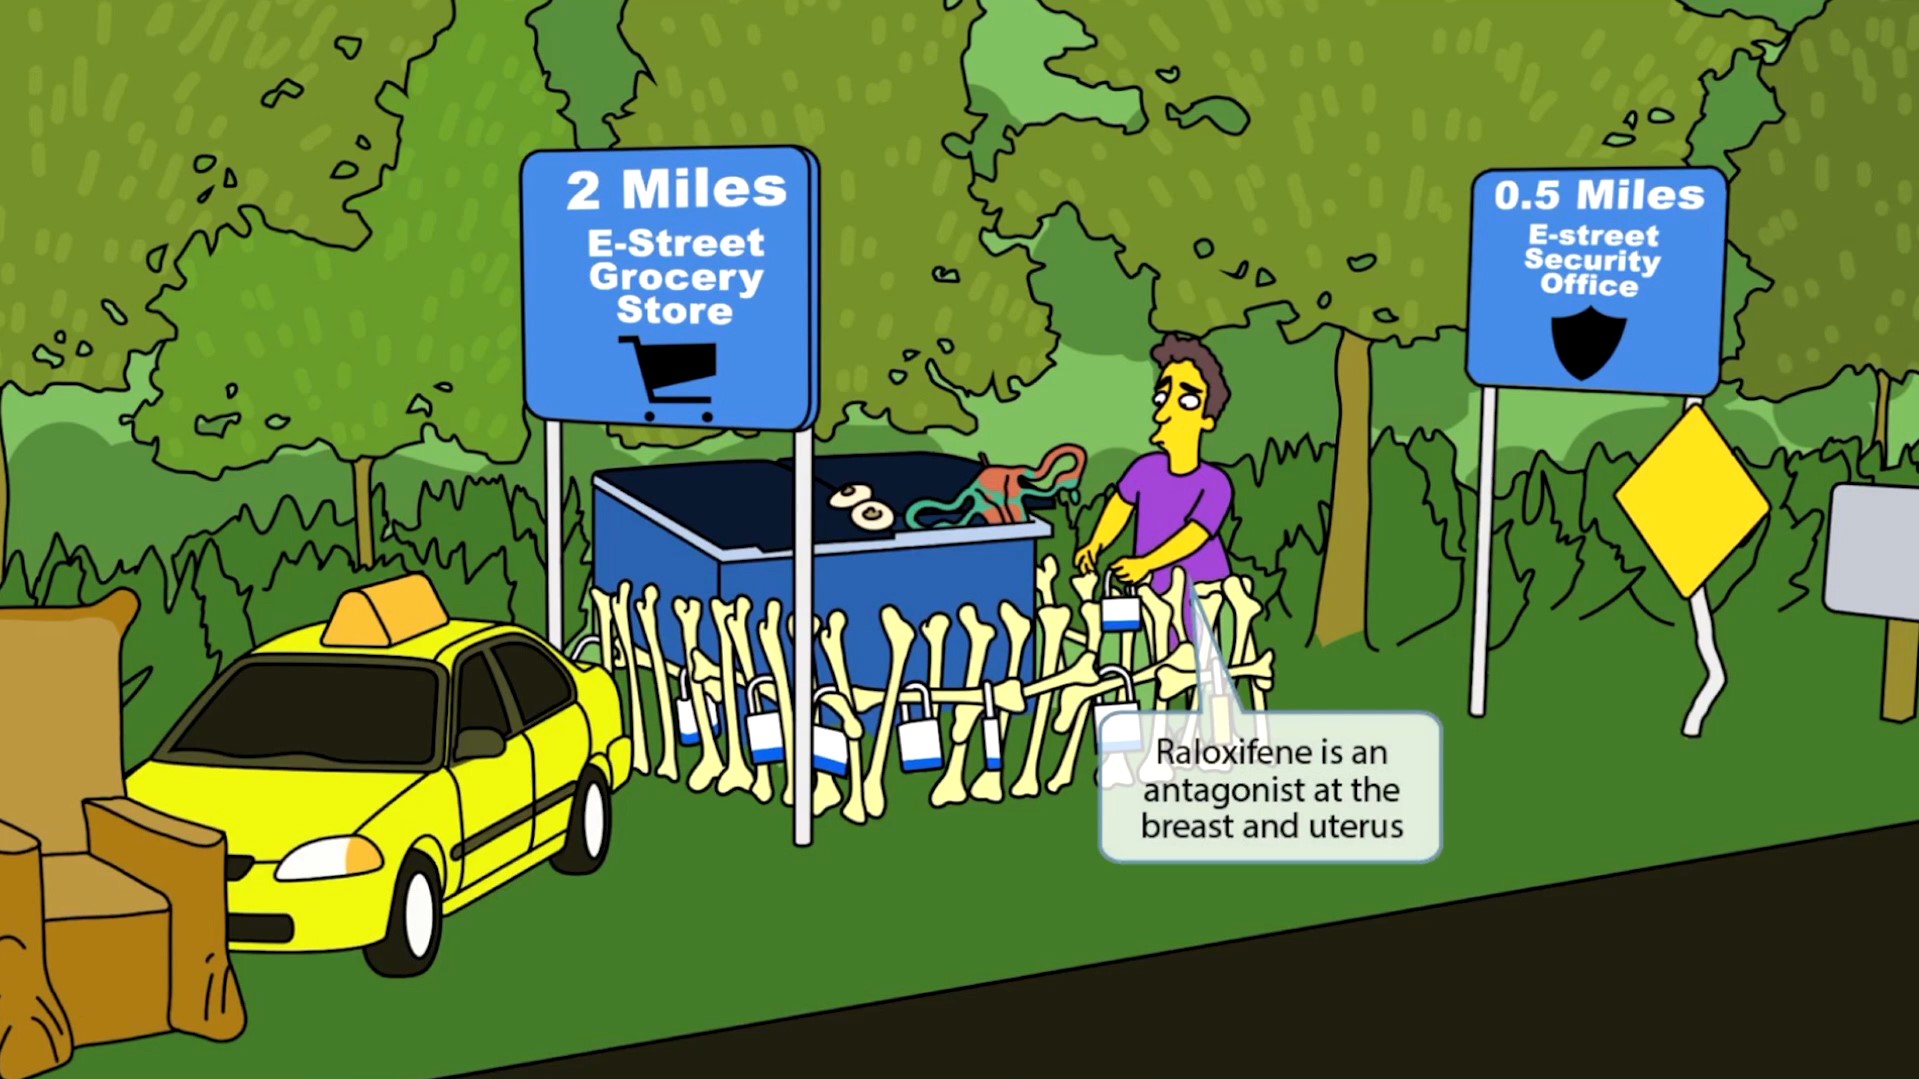 2 Miles
E-Street
Grocery
Store
0.5 Miles
E-street
Security
Office
Raloxifene is an
antagonist at the
breast and uterus